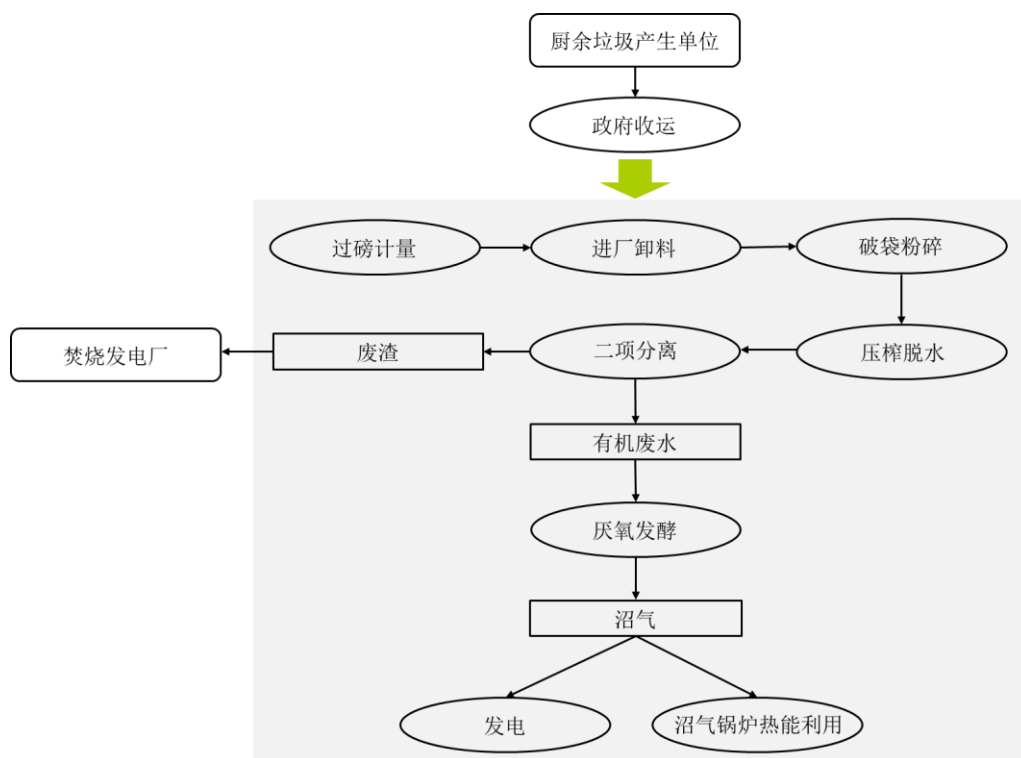 厨余垃圾产生单位
政府收运
过磅计量
进厂卸料
破袋粉碎
焚烧发电厂
废渣
二项分离
压榨脱水
有机废水
厌氧发酵
沼气
发电
沼气锅炉热能利用